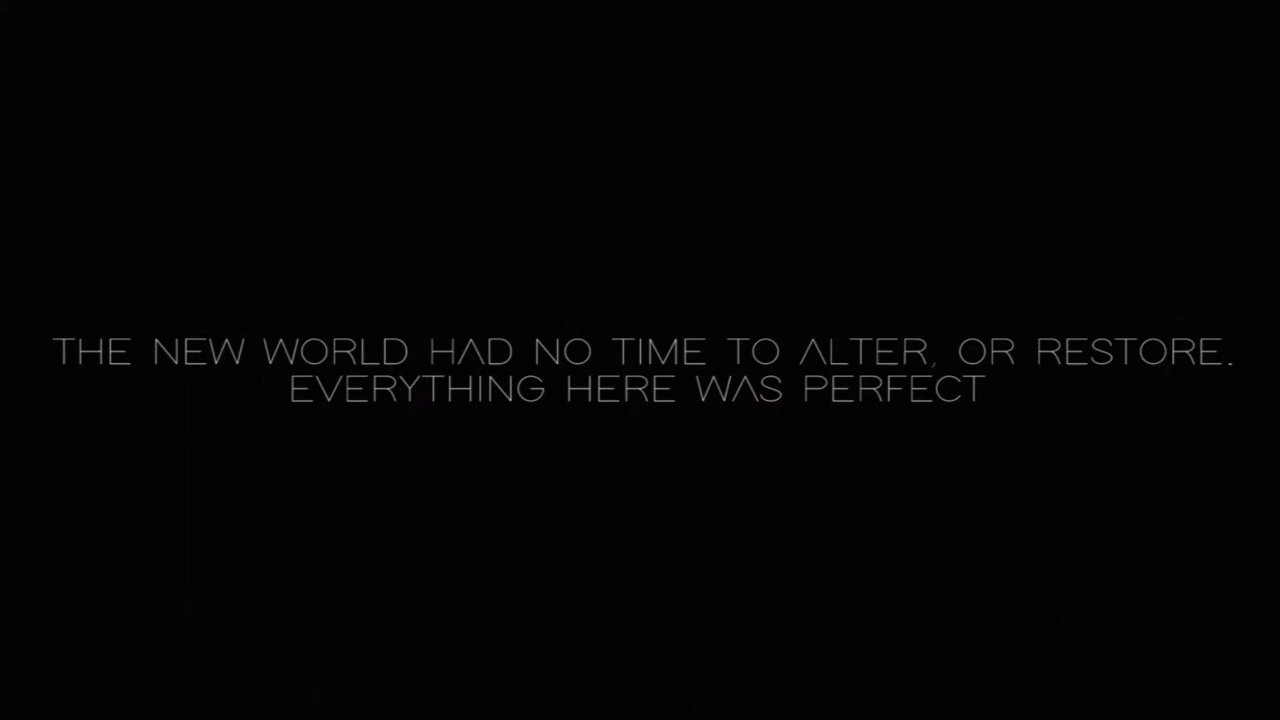 THE NEW WORLD HAD NO TIME TO ALTER, OR RESTORE.
EVERYTHING HERE WAS PERFECT